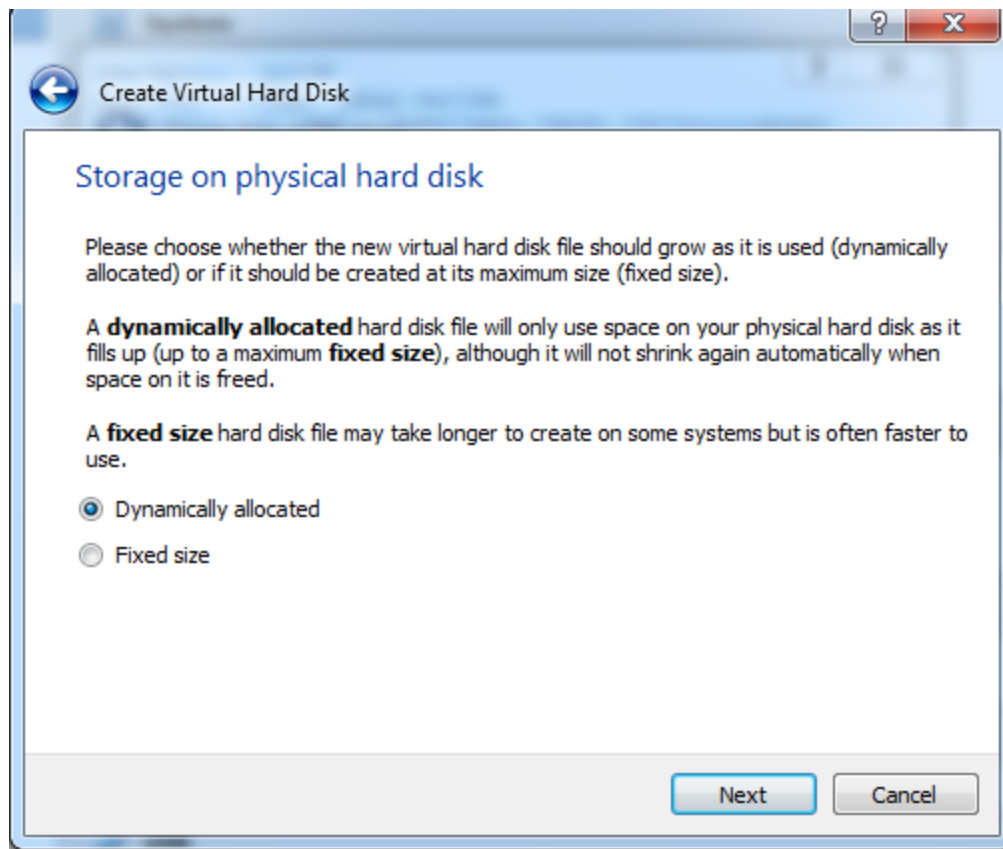 ?
X
Create Virtual Hard Disk
Storage on physical hard disk
Please choose whether the new virtual hard disk file should grow as it is used (dynamically
allocated) or if it should be created at its maximum size (fixed size).
A dynamically allocated hard disk file will only use space on your physical hard disk as it
fills up (up to a maximum fixed size), although it will not shrink again automatically when
space on it is freed.
A fixed size hard disk file may take longer to create on some systems but is often faster to
use.
Dynamically allocated
Fixed size
Next Cancel